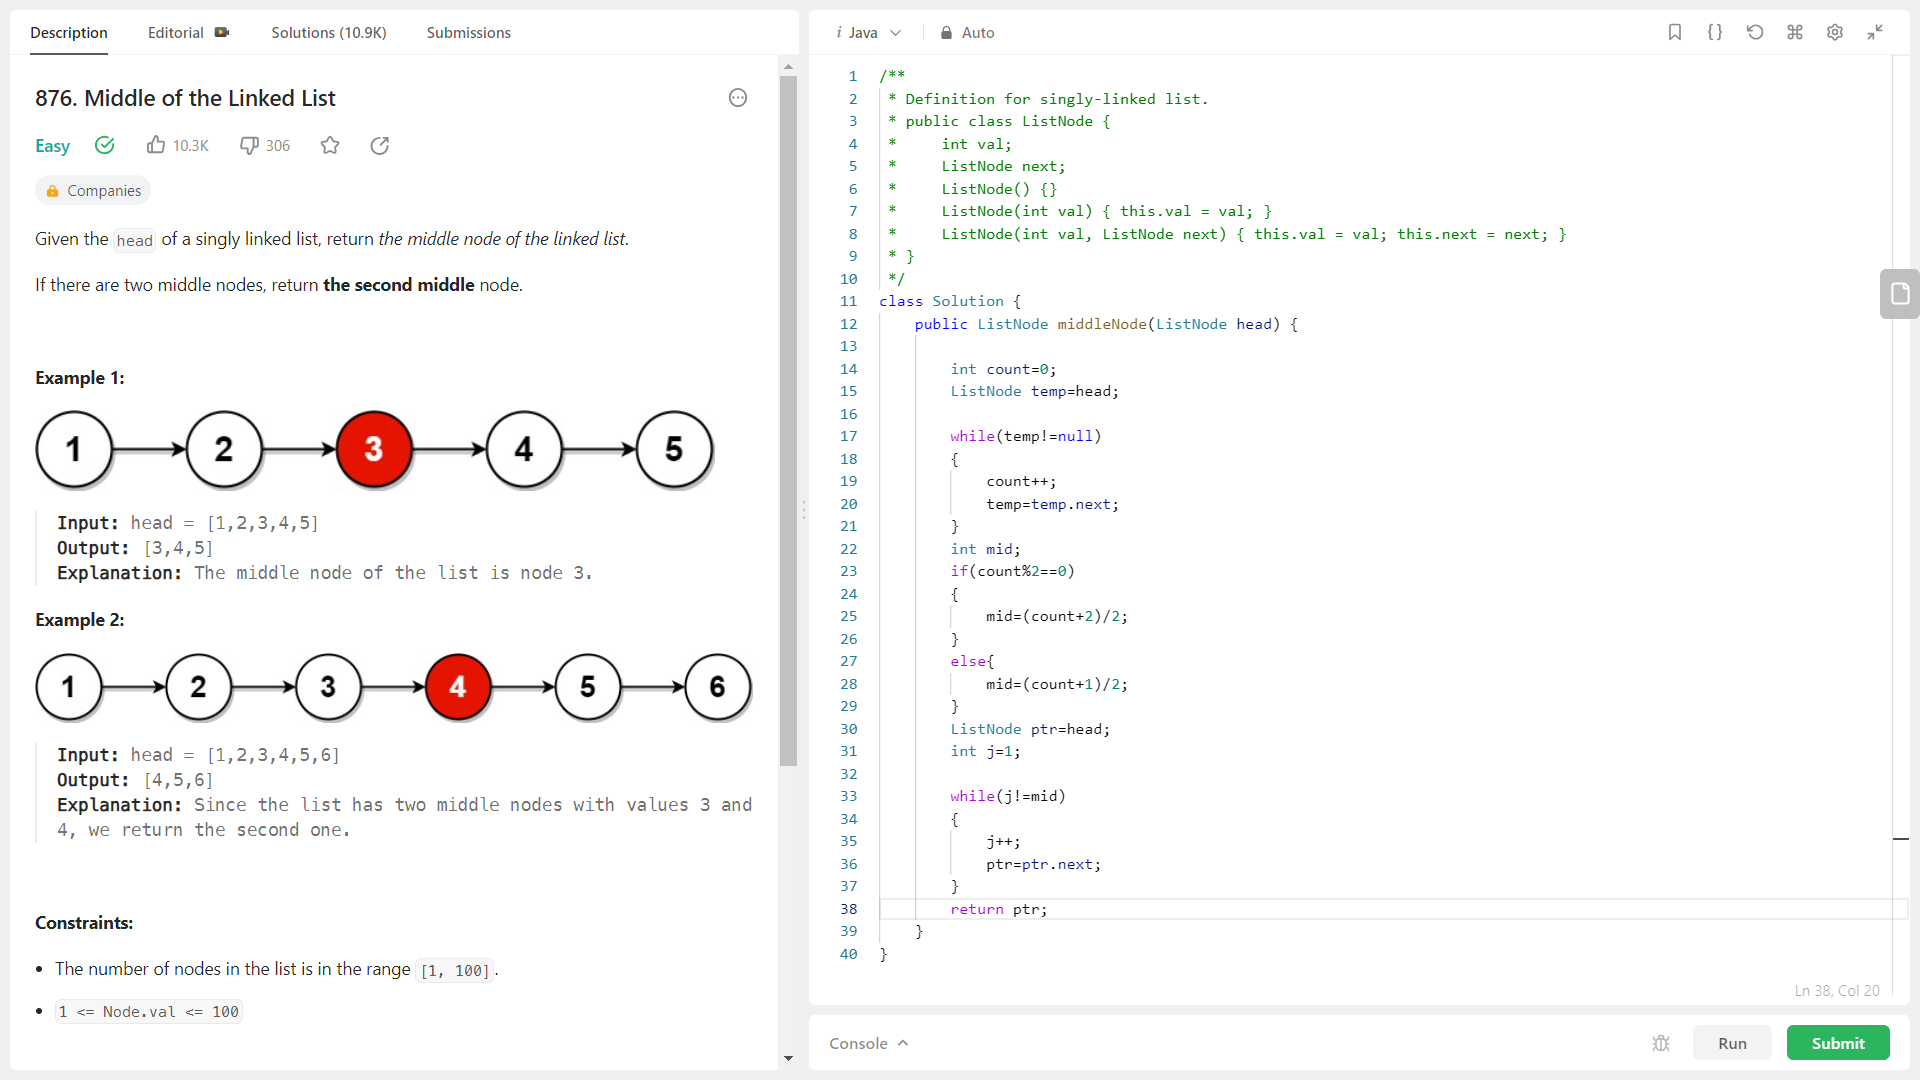 Description Editorial Solutions (10.9K) Submissions
876. Middle of the Linked List
Easy 10.3K 306
Companies
Given the head of a singly linked list, return the middle node of the linked list.
If there are two middle nodes, return the second middle node.
Example 1:
1 2 3 4 5
Input: head = [1,2,3,4,5]
Output: [3,4,5]
Explanation: The middle node of the list is node 3.
Example 2:
1 2 3 4 5 6
Input: head = [1,2,3,4,5,6]
Output: [4,5,6]
Explanation: Since the list has two middle nodes with values 3 and
4, we return the second one.
Constraints:
• The number of nodes in the list is in the range [1, 100].
• 1 <= Node.val <= 100
i Java Auto
1 /**
2 * Definition for singly-linked list.
3 * public class ListNode {
4 *     int val;
5 *     ListNode next;
6 *     ListNode() {}
7 *     ListNode(int val) { this.val = val; }
8 *     ListNode(int val, ListNode next) { this.val = val; this.next = next; }
9 * }
10 */
11 class Solution {
12     public ListNode middleNode(ListNode head) {
13
14         int count=0;
15         ListNode temp=head;
16
17         while(temp!=null)
18         {
19             count++;
20             temp=temp.next;
21         }
22         int mid;
23         if(count%2==0)
24         {
25             mid=(count+2)/2;
26         }
27         else{
28             mid=(count+1)/2;
29         }
30         ListNode ptr=head;
31         int j=1;
32
33         while(j!=mid)
34         {
35             j++;
36             ptr=ptr.next;
37         }
38         return ptr;
39     }
40 }
Ln 38, Col 20
Console Run Submit